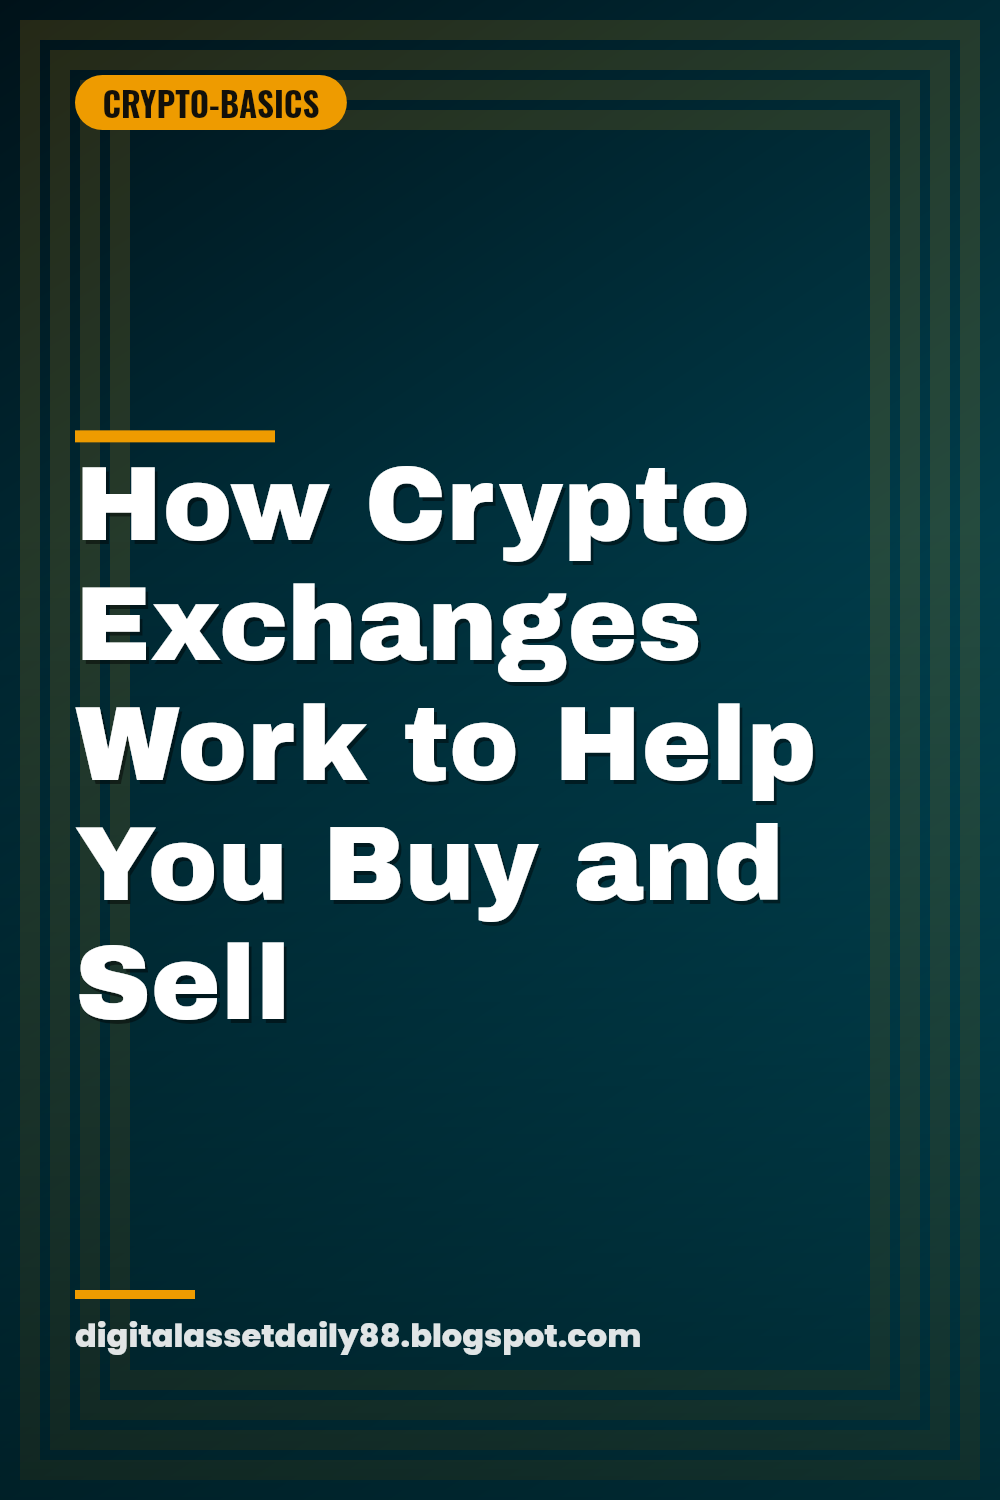 CRYPTO-BASICS
How Crypto
Exchanges
Work to Help
You Buy and
Sell
digitalassetdaily88.blogspot.com